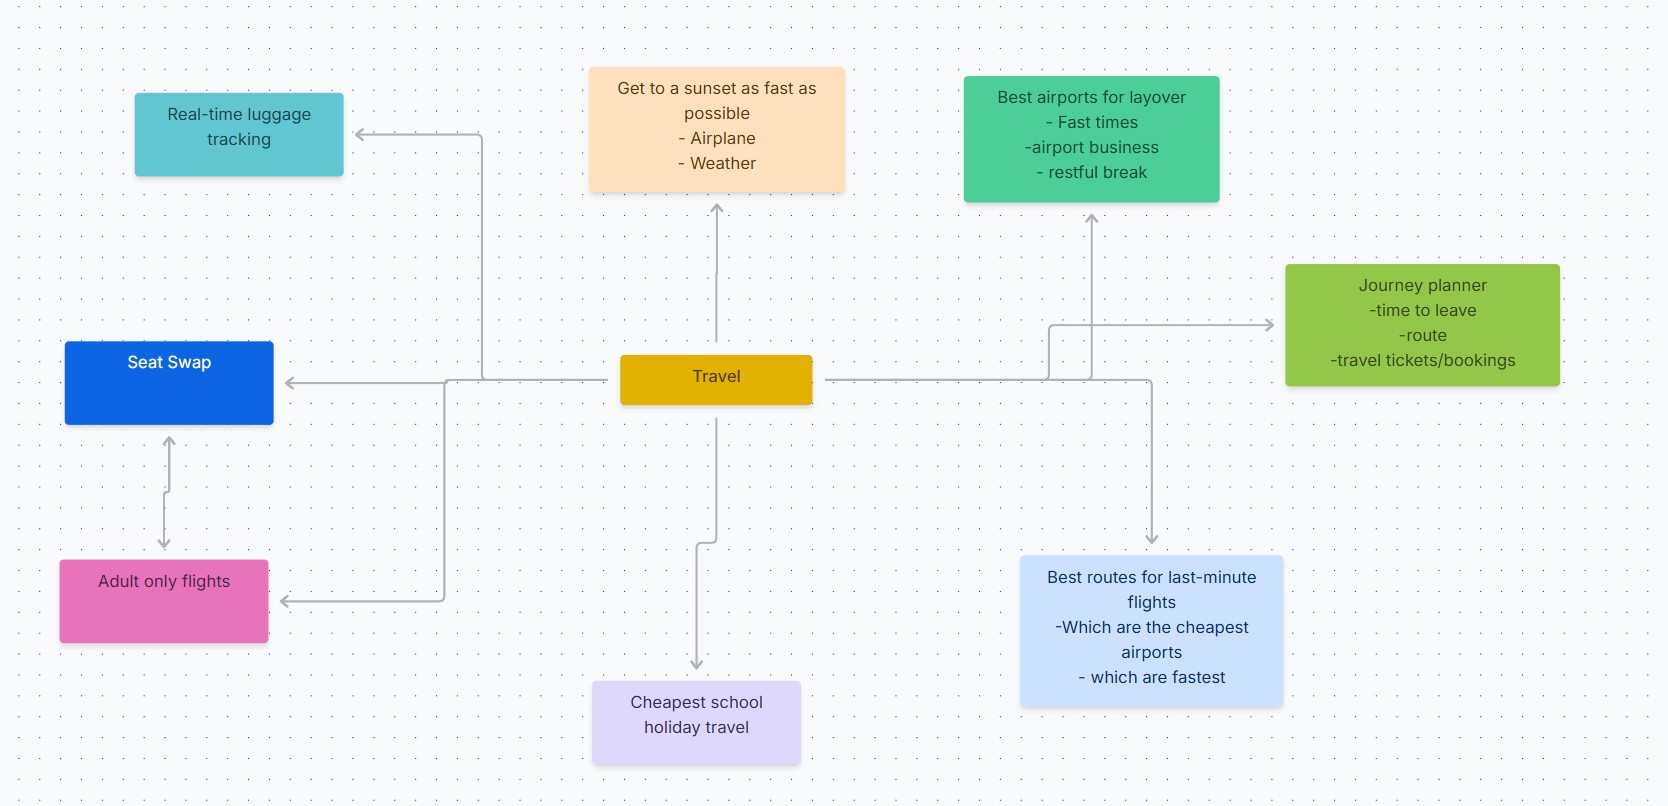 Real-time luggage
tracking
Get to a sunset as fast as
possible
- Airplane
- Weather
Best airports for layover
- Fast times
-airport business
- restful break
Journey planner
-time to leave
-route
-travel tickets/bookings
Seat Swap
Travel
Adult only flights
Best routes for last-minute
flights
-Which are the cheapest
airports
- which are fastest
Cheapest school
holiday travel